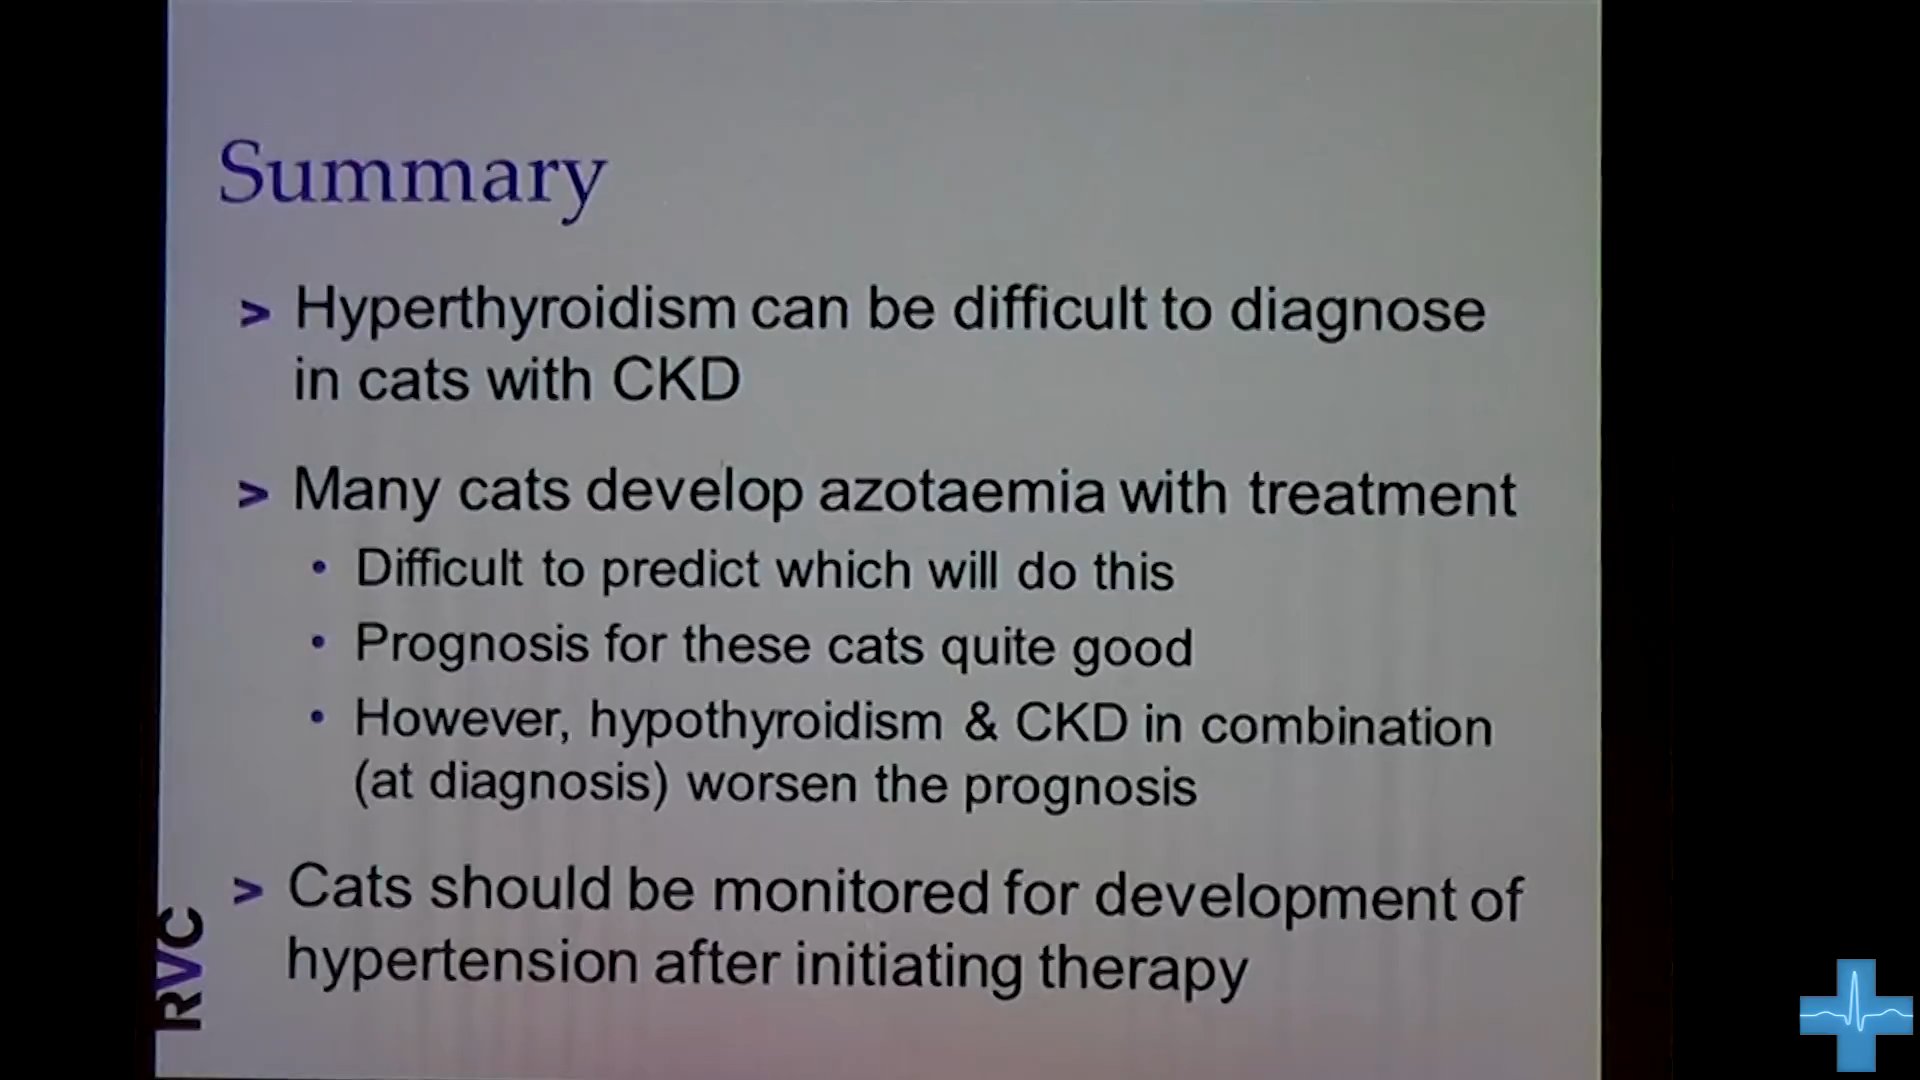 Summary
> Hyperthyroidism can be difficult to diagnose
in cats with CKD
> Many cats develop azotaemia with treatment
• Difficult to predict which will do this
• Prognosis for these cats quite good
• However, hypothyroidism & CKD in combination
(at diagnosis) worsen the prognosis
> Cats should be monitored for development of
hypertension after initiating therapy
RVC